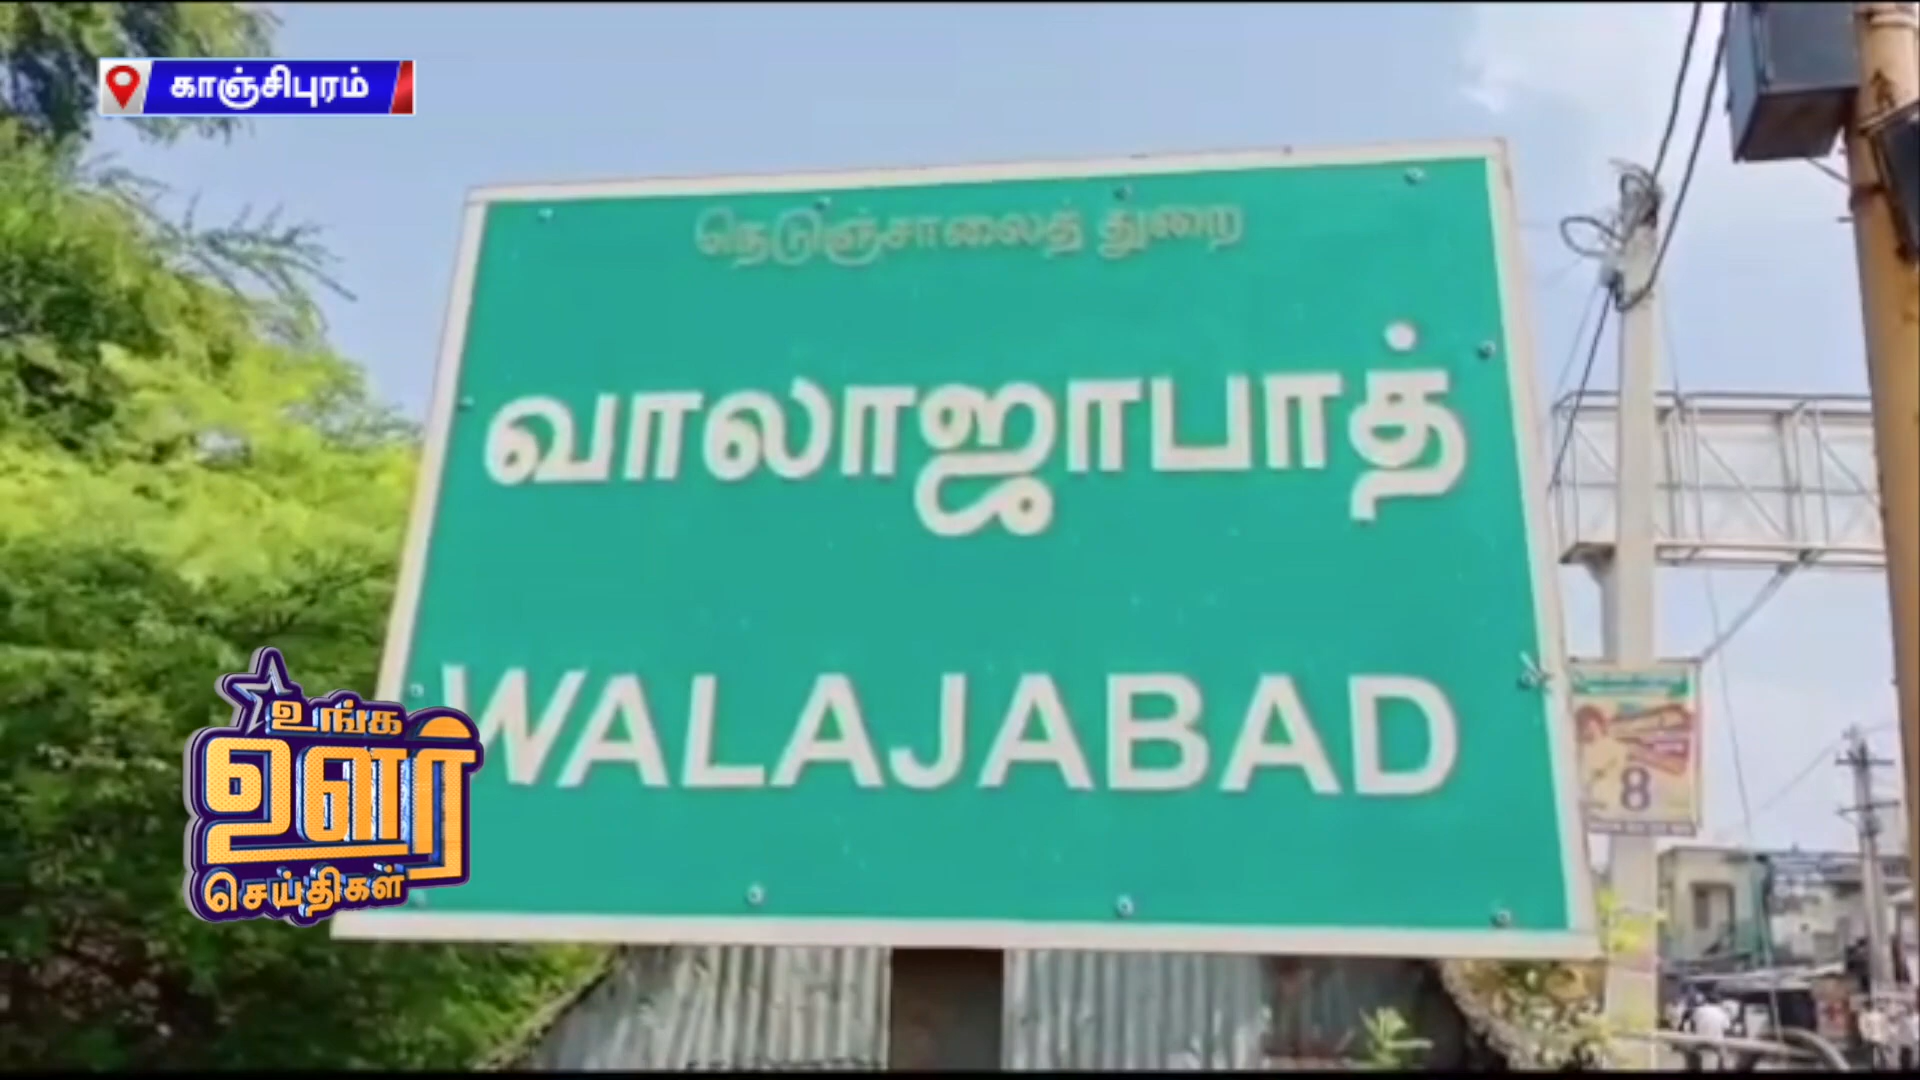 காஞ்சிபுரம்
நெடுஞ்சாலைத் துறை
வாலாஜாபாத்
WALAJABAD
உங்க
ஊர்
செய்திகள்
8